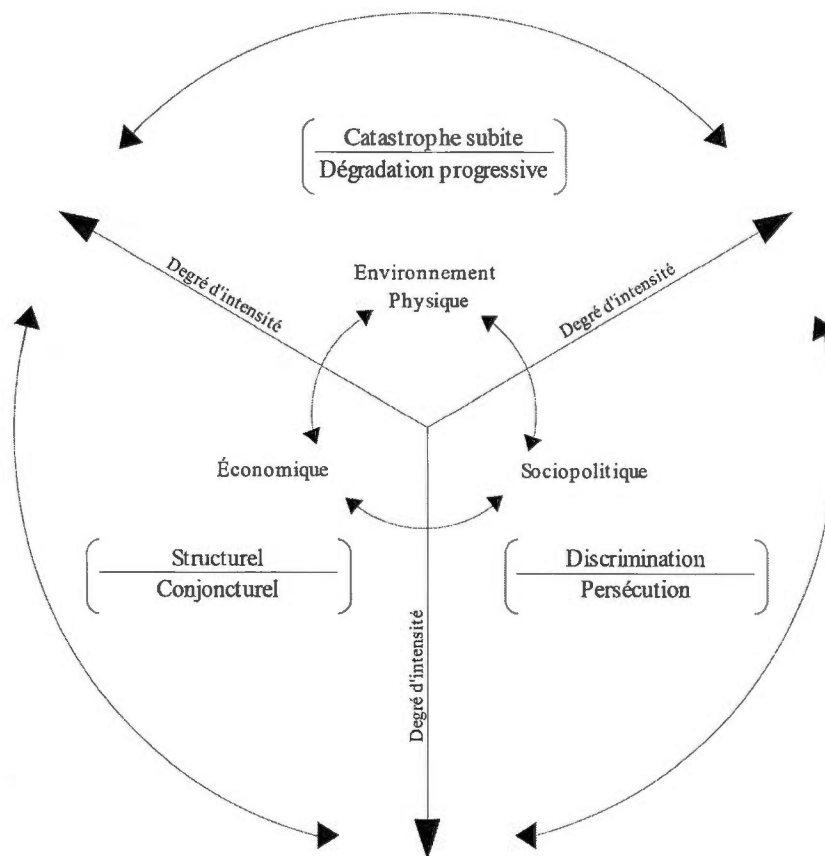 Catastrophe subite
Dégradation progressive
Degré d'intensité
Environnement
Physique
Degré d'intensité
Économique
Sociopolitique
Structurel
Conjoncturel
Discrimination
Persécution
Degré d'intensité